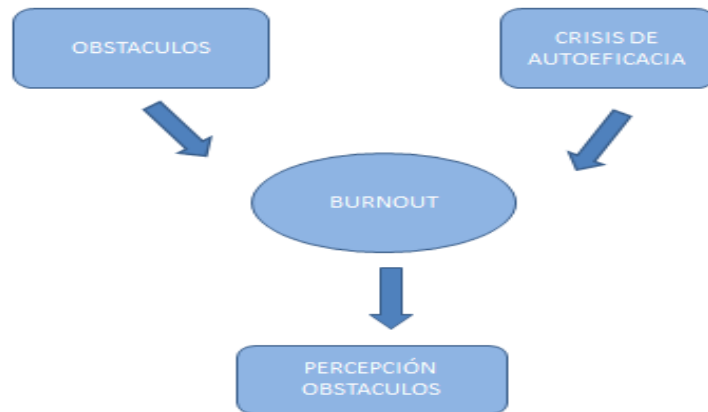 OBSTACULOS
CRISIS DE
AUTOEFICACIA
BURNOUT
PERCEPCIÓN
OBSTACULOS